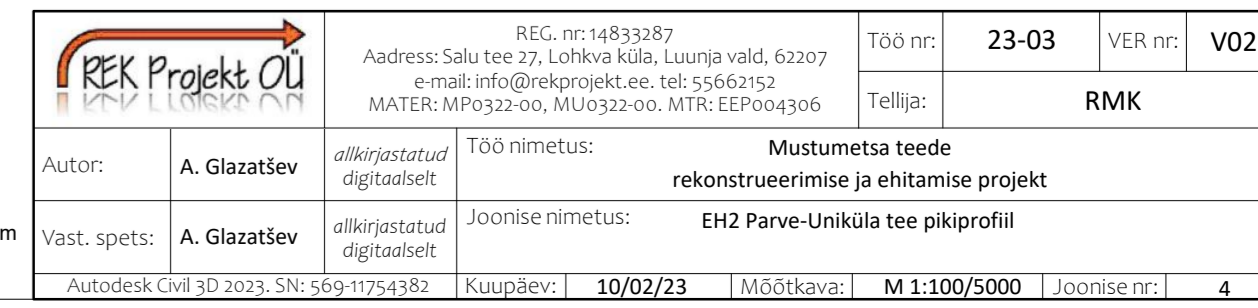 REK Projekt OÜ
REG. nr: 14833287
Aadress: Salu tee 27, Lohkva küla, Luunja vald, 62207
e-mail: info@rekprojekt.ee. tel: 55662152
MATER: MP0322-00, MU0322-00. MTR: EEP004306
Töö nr: 23-03 VER nr: V02
Tellija: RMK
Autor: A. Glazatšev allkirjastatud digitaalselt
Töö nimetus: Mustumetsa teede
rekonstrueerimise ja ehitamise projekt
m
Vast. spets: A. Glazatšev allkirjastatud digitaalselt
Joonise nimetus: EH2 Parve-Uniküla tee pikiprofiil
Autodesk Civil 3D 2023. SN: 569-11754382 Kuupäev: 10/02/23 Mõõtkava: M 1:100/5000 Joonise nr: 4